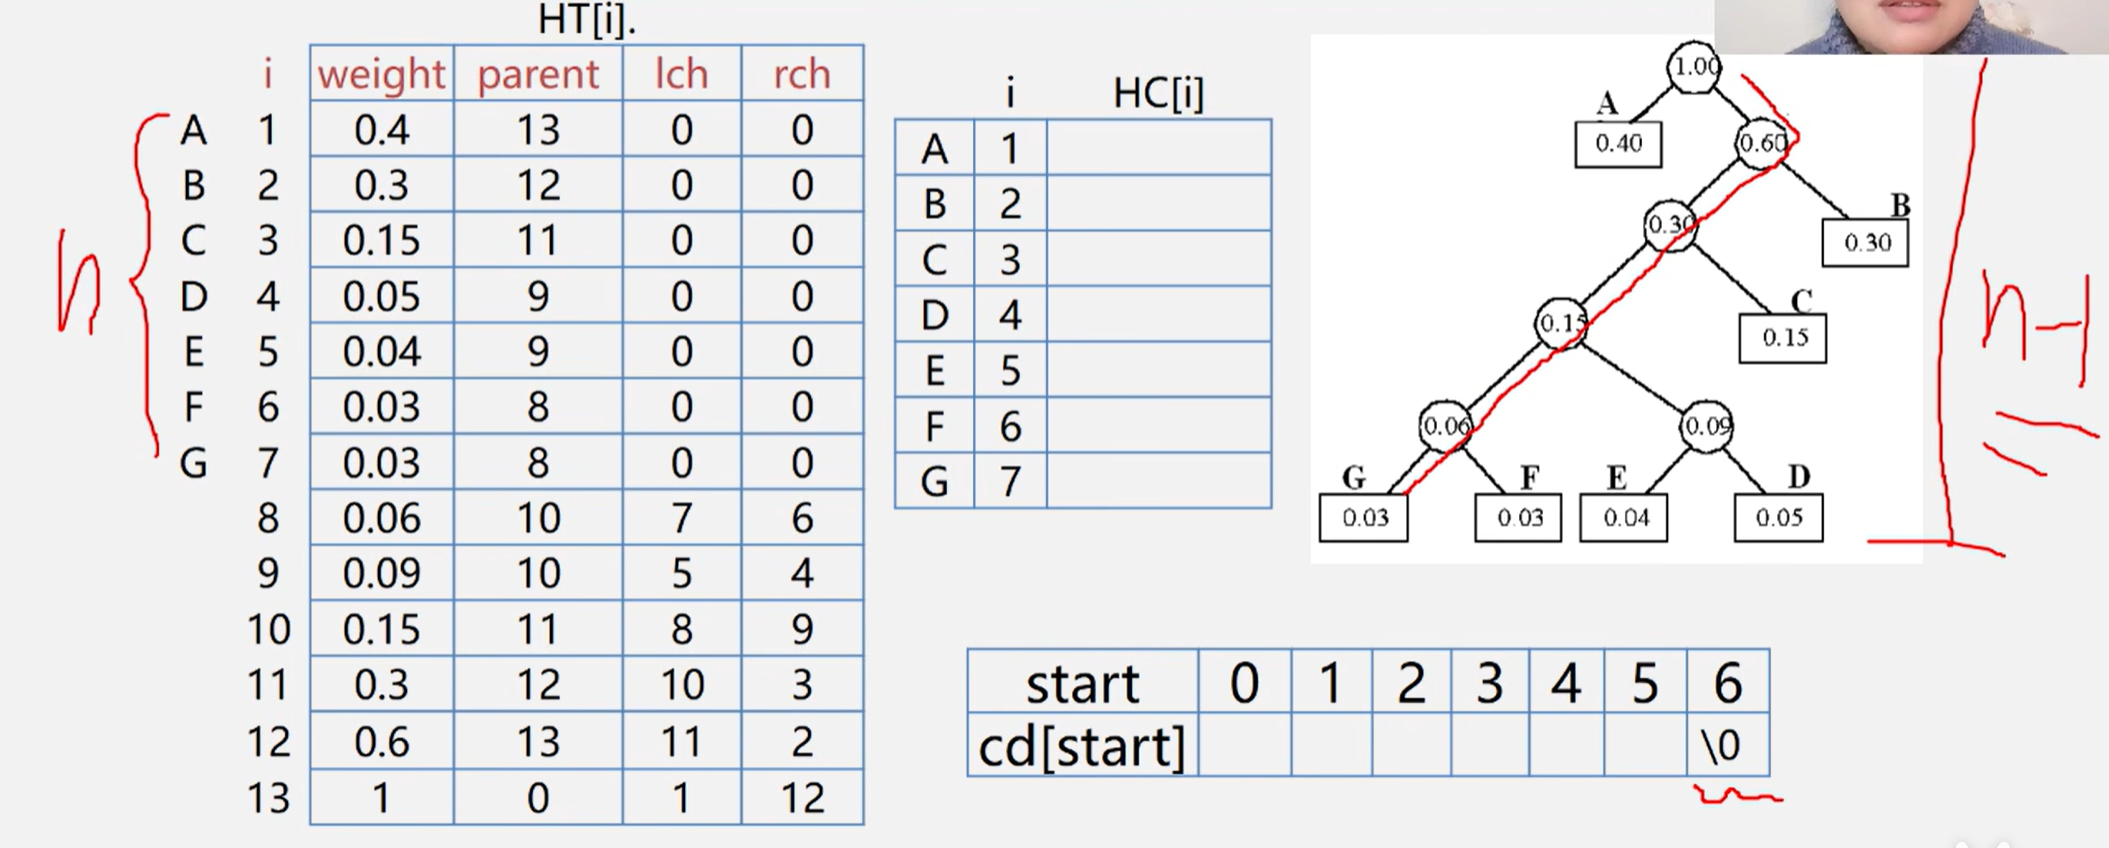 HT[i].
i weight parent lch rch
A 1 0.4 13 0 0
B 2 0.3 12 0 0
C 3 0.15 11 0 0
D 4 0.05 9 0 0
E 5 0.04 9 0 0
F 6 0.03 8 0 0
G 7 0.03 8 0 0
8 0.06 10 7 6
9 0.09 10 5 4
10 0.15 11 8 9
11 0.3 12 10 3
12 0.6 13 11 2
13 1 0 1 12
n
i HC[i]
A 1
B 2
C 3
D 4
E 5
F 6
G 7
1.00
A
0.40
0.60
B
0.30
0.30
C
0.15
0.15
0.06
0.09
G F E D
0.03 0.03 0.04 0.05
n-1
start 0 1 2 3 4 5 6
cd[start] \0